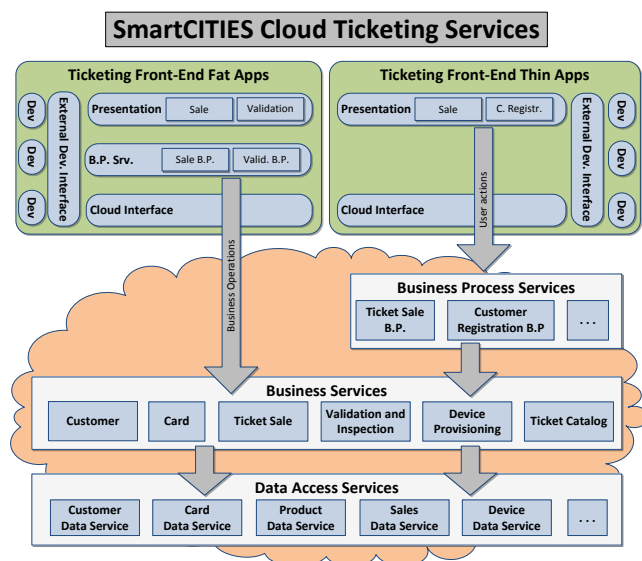 SmartCITIES Cloud Ticketing Services
Ticketing Front-End Fat Apps
Dev
Dev
Dev
External Dev. Interface
Presentation
Sale
Validation
B.P. Srv.
Sale B.P.
Valid. B.P.
Cloud Interface
Business Operations
Ticketing Front-End Thin Apps
Presentation
Sale
C. Registr.
Cloud Interface
User actions
External Dev. Interface
Dev
Dev
Dev
Business Process Services
Ticket Sale
B.P.
Customer
Registration B.P
...
Business Services
Customer
Card
Ticket Sale
Validation and
Inspection
Device
Provisioning
Ticket Catalog
Data Access Services
Customer
Data Service
Card
Data Service
Product
Data Service
Sales
Data Service
Device
Data Service
...